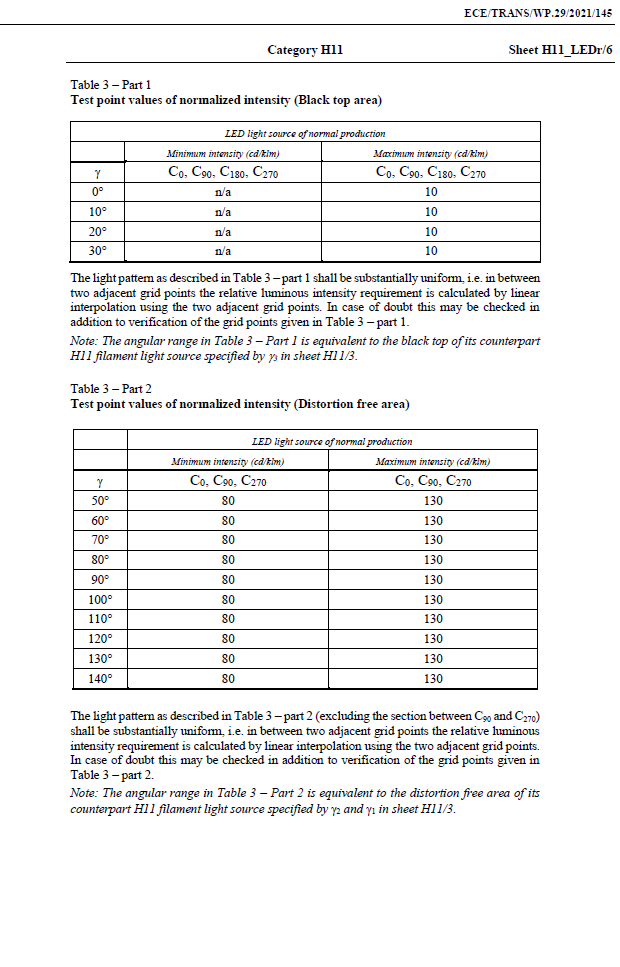 ECE/TRANS/WP.29/2021/145
Category H11 Sheet H11_LEDr/6
Table 3 – Part 1
Test point values of normalized intensity (Black top area)
LED light source of normal production
Minimum intensity (cd/klm) Maximum intensity (cd/klm)
γ C0, C90, C180, C270 C0, C90, C180, C270
0° n/a 10
10° n/a 10
20° n/a 10
30° n/a 10
The light pattern as described in Table 3 – part 1 shall be substantially uniform, i.e. in between
two adjacent grid points the relative luminous intensity requirement is calculated by linear
interpolation using the two adjacent grid points. In case of doubt this may be checked in
addition to verification of the grid points given in Table 3 – part 1.
Note: The angular range in Table 3 – Part 1 is equivalent to the black top of its counterpart
H11 filament light source specified by γ3 in sheet H11/3.
Table 3 – Part 2
Test point values of normalized intensity (Distortion free area)
LED light source of normal production
Minimum intensity (cd/klm) Maximum intensity (cd/klm)
γ C0, C90, C270 C0, C90, C270
50° 80 130
60° 80 130
70° 80 130
80° 80 130
90° 80 130
100° 80 130
110° 80 130
120° 80 130
130° 80 130
140° 80 130
The light pattern as described in Table 3 – part 2 (excluding the section between C90 and C270)
shall be substantially uniform, i.e. in between two adjacent grid points the relative luminous
intensity requirement is calculated by linear interpolation using the two adjacent grid points.
In case of doubt this may be checked in addition to verification of the grid points given in
Table 3 – part 2.
Note: The angular range in Table 3 – Part 2 is equivalent to the distortion free area of its
counterpart H11 filament light source specified by γ2 and γ1 in sheet H11/3.